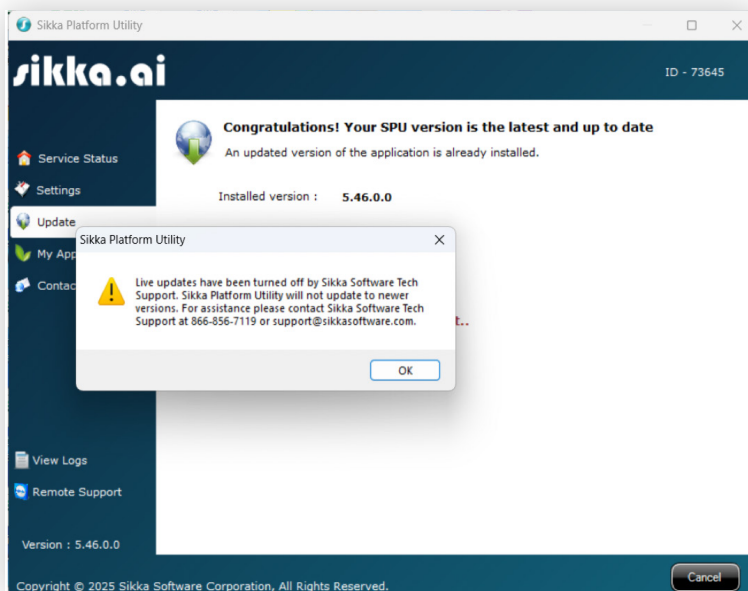 Sikka Platform Utility
sikka.ai
ID - 73645
Congratulations! Your SPU version is the latest and up to date
An updated version of the application is already installed.
Installed version : 5.46.0.0
Service Status
Settings
Update
My App
Contac
Sikka Platform Utility
Live updates have been turned off by Sikka Software Tech
Support. Sikka Platform Utility will not update to newer
versions. For assistance please contact Sikka Software Tech
Support at 866-856-7119 or support@sikkasoftware.com.
OK
t..
View Logs
Remote Support
Version : 5.46.0.0
Copyright © 2025 Sikka Software Corporation, All Rights Reserved.
Cancel